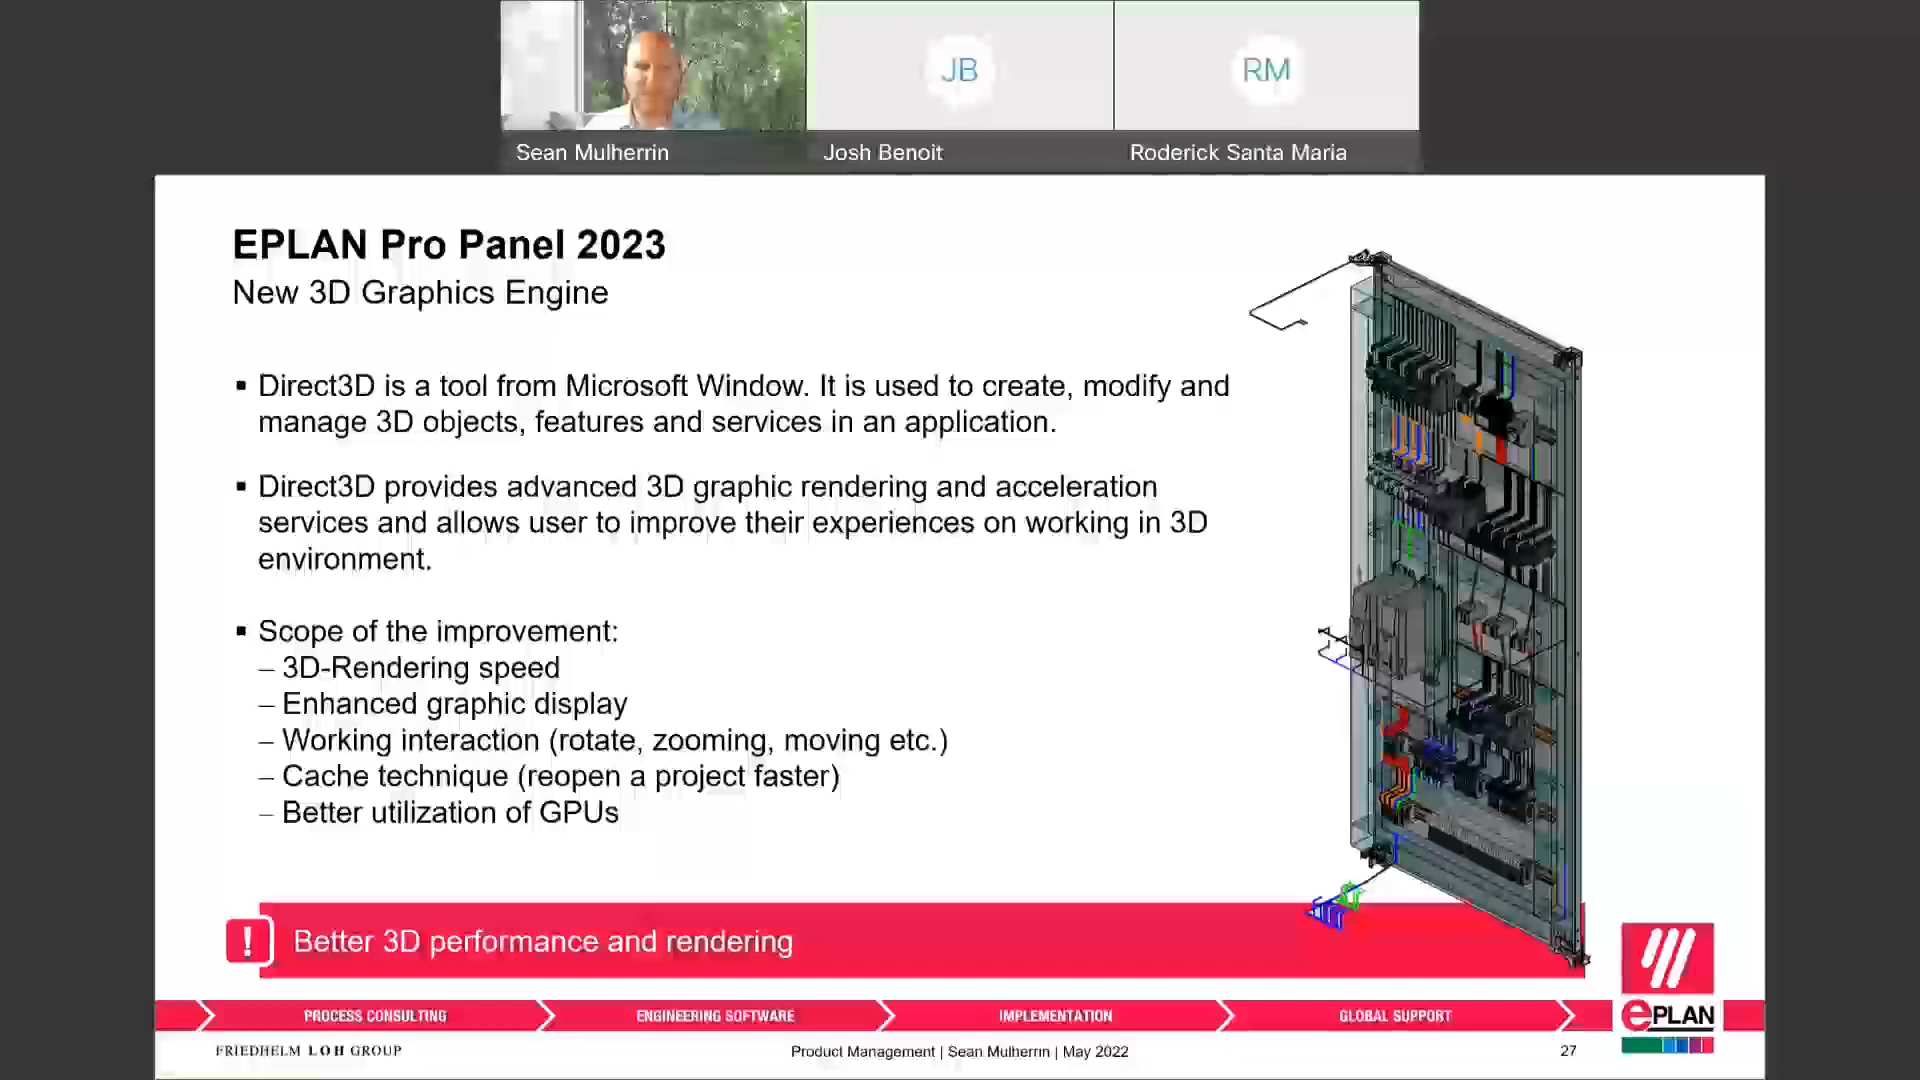 JB
RM
Sean Mulherrin
Josh Benoit
Roderick Santa Maria
EPLAN Pro Panel 2023
New 3D Graphics Engine
▪ Direct3D is a tool from Microsoft Window. It is used to create, modify and
manage 3D objects, features and services in an application.
▪ Direct3D provides advanced 3D graphic rendering and acceleration
services and allows user to improve their experiences on working in 3D
environment.
▪ Scope of the improvement:
– 3D-Rendering speed
– Enhanced graphic display
– Working interaction (rotate, zooming, moving etc.)
– Cache technique (reopen a project faster)
– Better utilization of GPUs
! Better 3D performance and rendering
PROCESS CONSULTING
ENGINEERING SOFTWARE
IMPLEMENTATION
GLOBAL SUPPORT
ePLAN
FRIEDHELM LOH GROUP
Product Management | Sean Mulherrin | May 2022
27